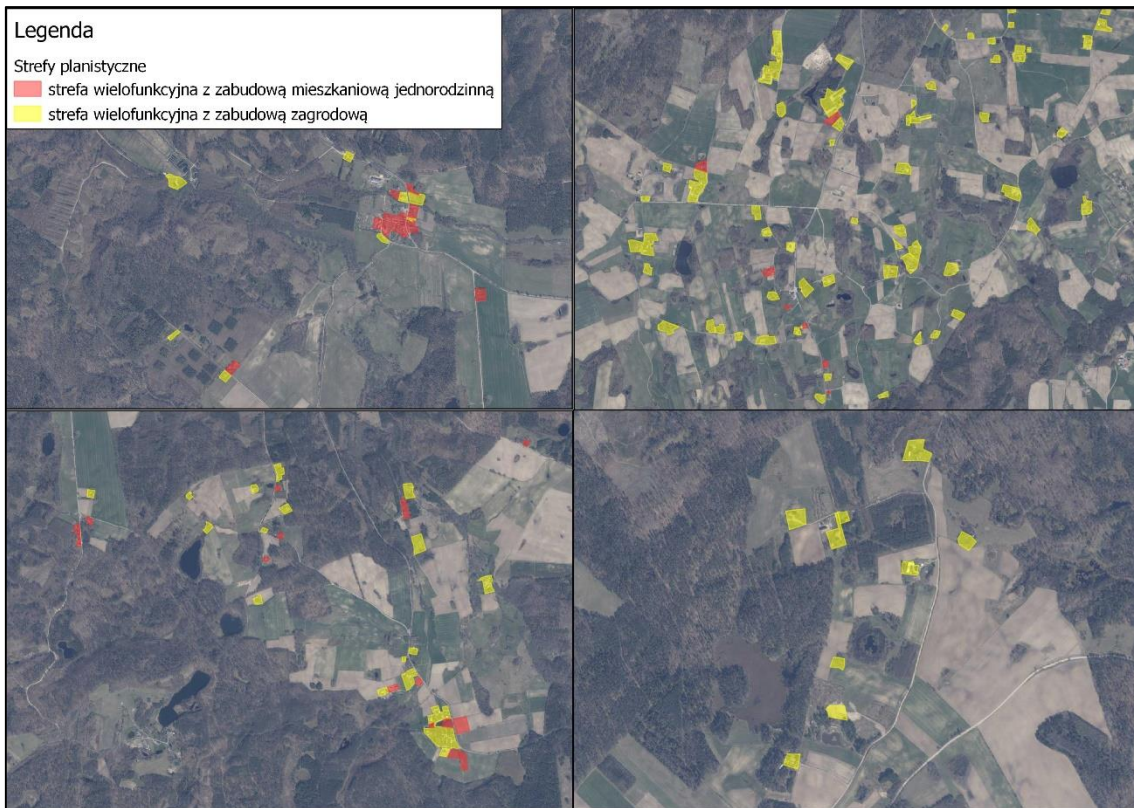 Legenda
Strefy planistyczne
strefa wielofunkcyjna z zabudową mieszkaniową jednorodzinną
strefa wielofunkcyjna z zabudową zagrodową